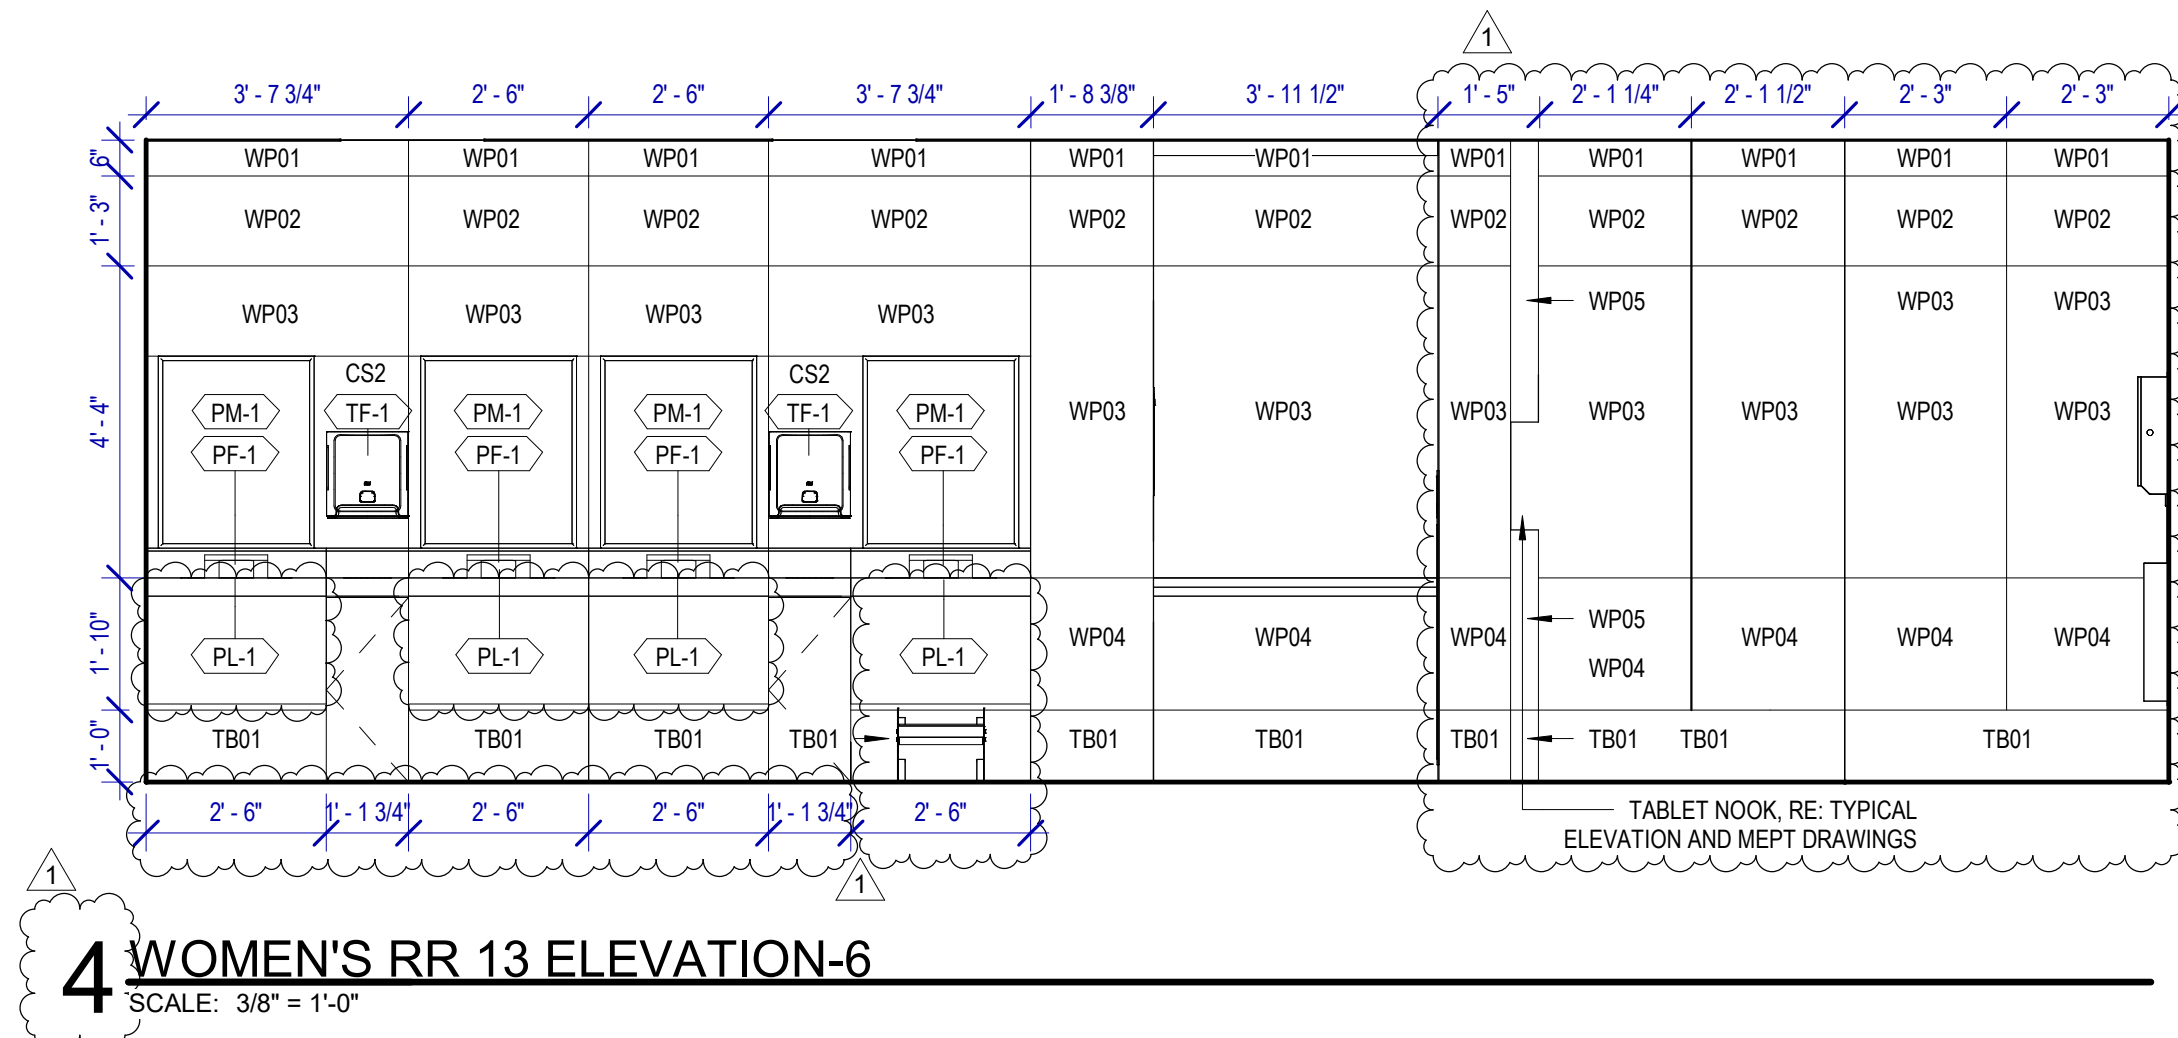 1
3' - 7 3/4" 2' - 6" 2' - 6" 3' - 7 3/4" 1' - 8 3/8" 3' - 11 1/2" 1' - 5" 2' - 1 1/4" 2' - 1 1/2" 2' - 3" 2' - 3"
6" WP01 WP01 WP01 WP01 WP01 WP01 WP01 WP01 WP01 WP01 WP01
1' - 3" WP02 WP02 WP02 WP02 WP02 WP02 WP02 WP02 WP02 WP02 WP02
WP05 WP03 WP03
WP03 WP03 WP03 WP03
CS2 CS2
4' - 4" PM-1 TF-1 PM-1 PM-1 TF-1 PM-1 WP03 WP03 WP03 WP03 WP03 WP03 WP03
PF-1 PF-1 PF-1 PF-1
WP05
1' - 10" WP04 WP04 WP04 WP04 WP04 WP04
PL-1 PL-1 PL-1 PL-1 WP04
1' - 0" TB01 TB01 TB01 TB01 TB01 TB01 TB01 TB01 TB01 TB01
2' - 6" 1' - 1 3/4" 2' - 6" 2' - 6" 1' - 1 3/4" 2' - 6"
TABLET NOOK, RE: TYPICAL
ELEVATION AND MEPT DRAWINGS
1 1
4 WOMEN'S RR 13 ELEVATION-6
SCALE: 3/8" = 1'-0"